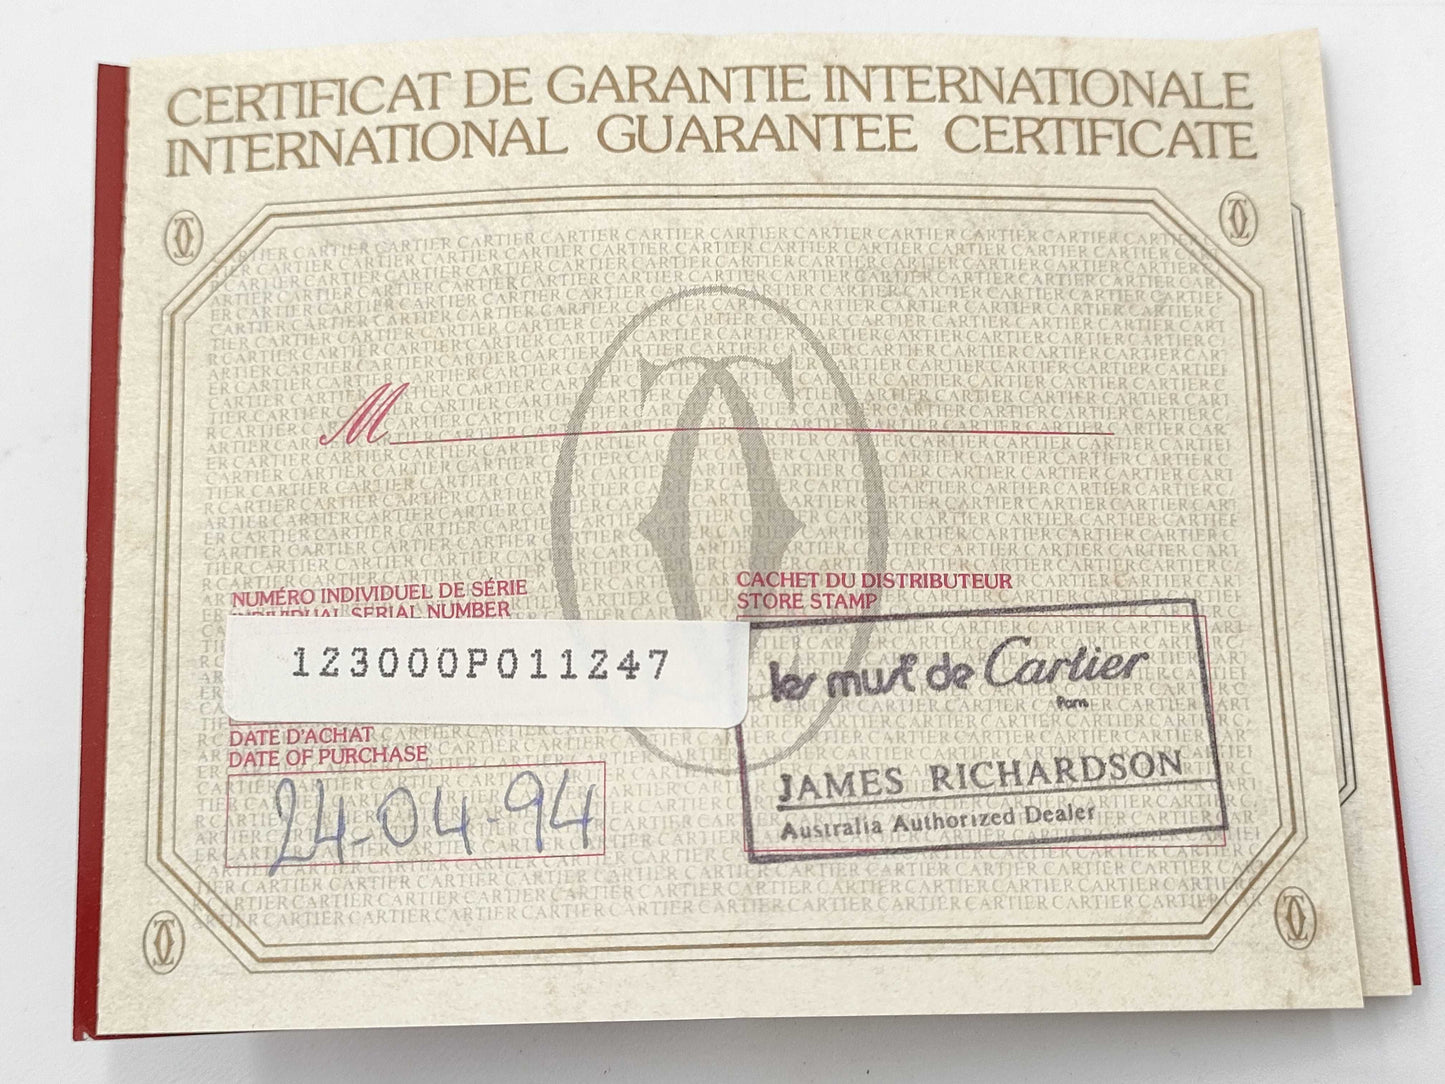 CERTIFICAT DE GARANTIE INTERNATIONALE
INTERNATIONAL GUARANTEE CERTIFICATE
M
NUMÉRO INDIVIDUEL DE SÉRIE
INDIVIDUAL SERIAL NUMBER
123000P011247
DATE D'ACHAT
DATE OF PURCHASE
24-04-94
CACHET DU DISTRIBUTEUR
STORE STAMP
les must de Cartier
Paris
JAMES RICHARDSON
Australia Authorized Dealer